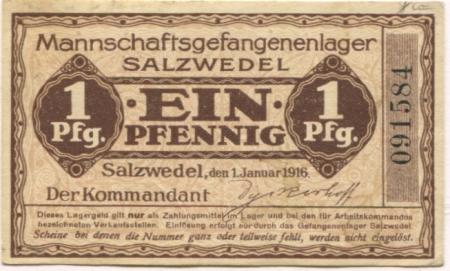 Mannschaftsgefangenenlager
SALZWEDEL
1 Pfg. · EIN · PFENNIG 1 Pfg.
091584
Salzwedel, den 1. Januar 1916.
Der Kommandant
Dieses Lagergeld gilt nur als Zahlungsmittel im Lager und bei den für Arbeitskommandos
bezeichneten Verkaufsstellen. Einlösung erfolgt nur durch das Gefangenenlager Salzwedel
Scheine bei denen die Nummer ganz oder teilweise fehlt, werden nicht eingelöst.